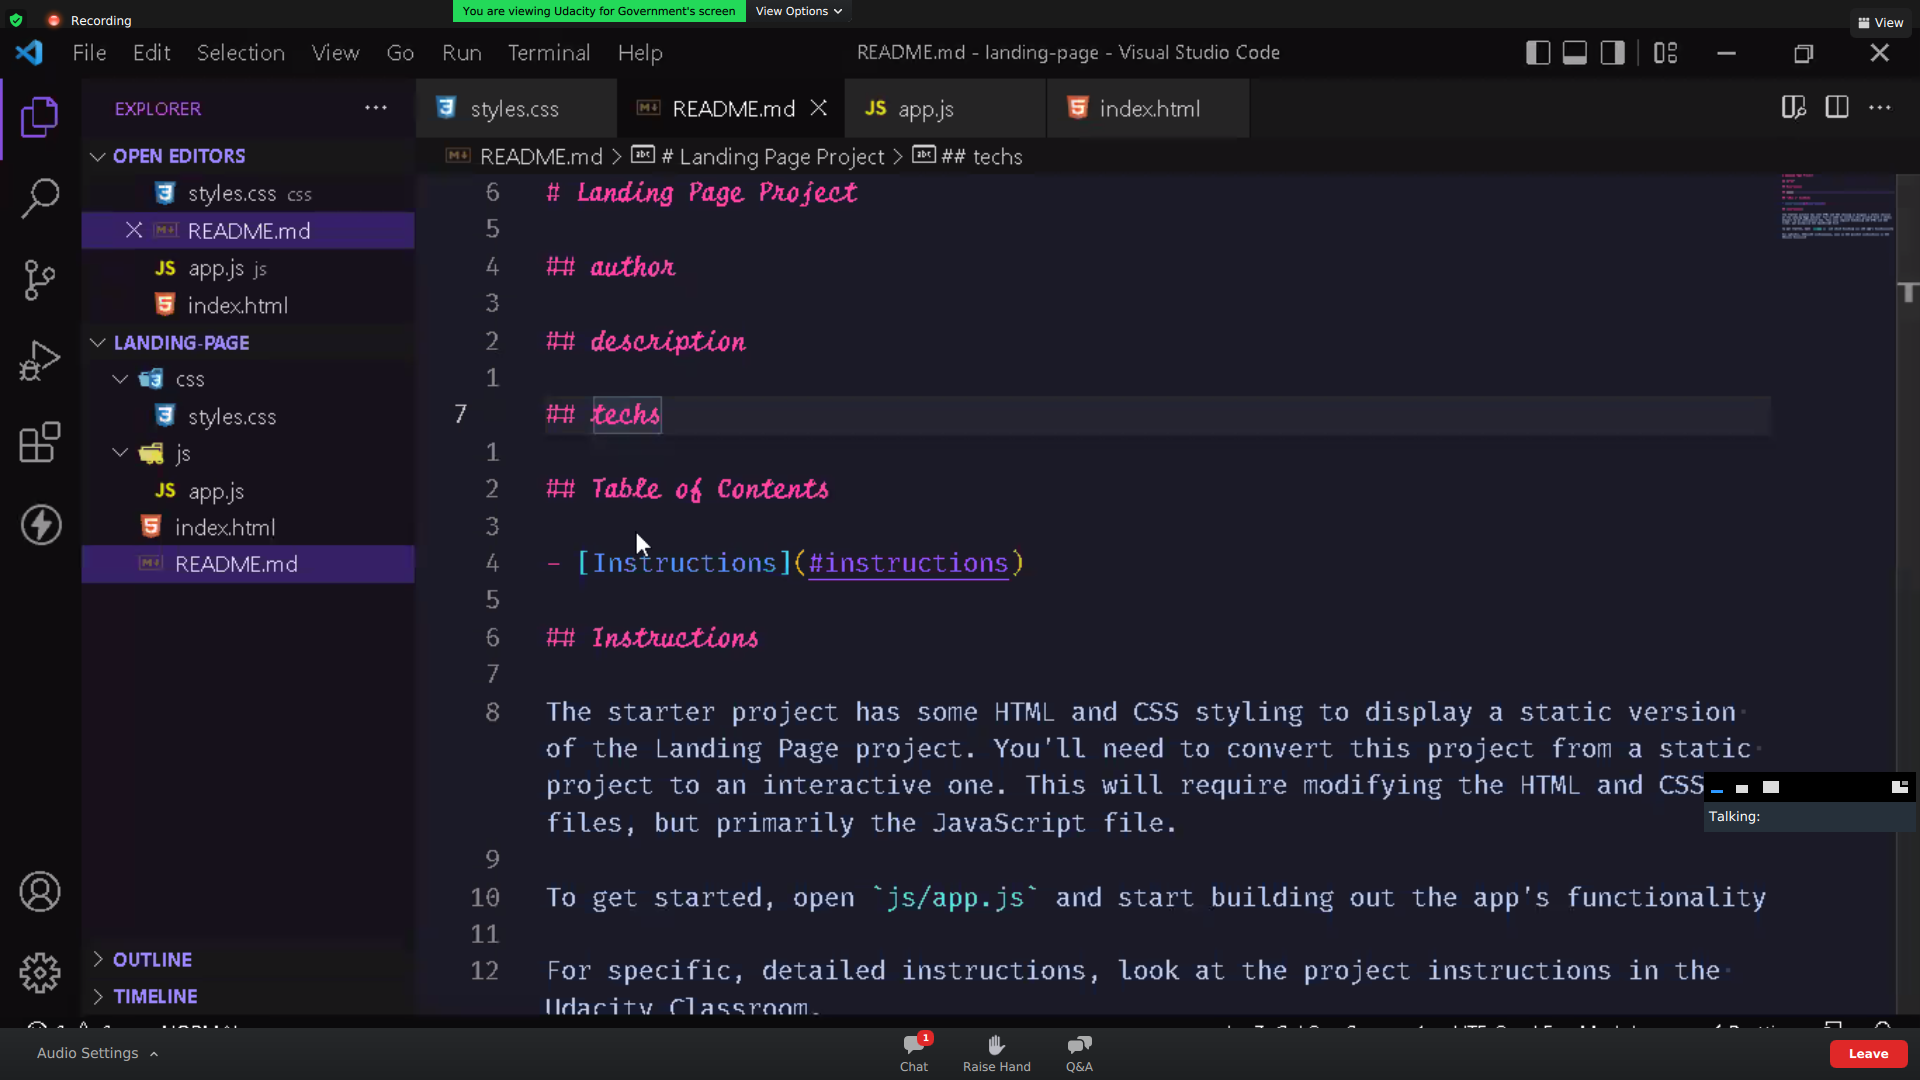 Recording
You are viewing Udacity for Government's screen
View Options
View
File Edit Selection View Go Run Terminal Help
README.md - landing-page - Visual Studio Code
EXPLORER
OPEN EDITORS
styles.css css
README.md
app.js js
index.html
LANDING-PAGE
css
styles.css
js
app.js
index.html
README.md
OUTLINE
TIMELINE
styles.css README.md app.js index.html
README.md > # Landing Page Project > ## techs
6 # Landing Page Project
5
4 ## author
3
2 ## description
1
7 ## techs
1
2 ## Table of Contents
3
4 - [Instructions](#instructions)
5
6 ## Instructions
7
8 The starter project has some HTML and CSS styling to display a static version
of the Landing Page project. You'll need to convert this project from a static
project to an interactive one. This will require modifying the HTML and CSS
files, but primarily the JavaScript file.
9
10 To get started, open `js/app.js` and start building out the app's functionality
11
12 For specific, detailed instructions, look at the project instructions in the
Udacity Classroom.
Talking:
Audio Settings
1
Chat
Raise Hand
Q&A
Leave